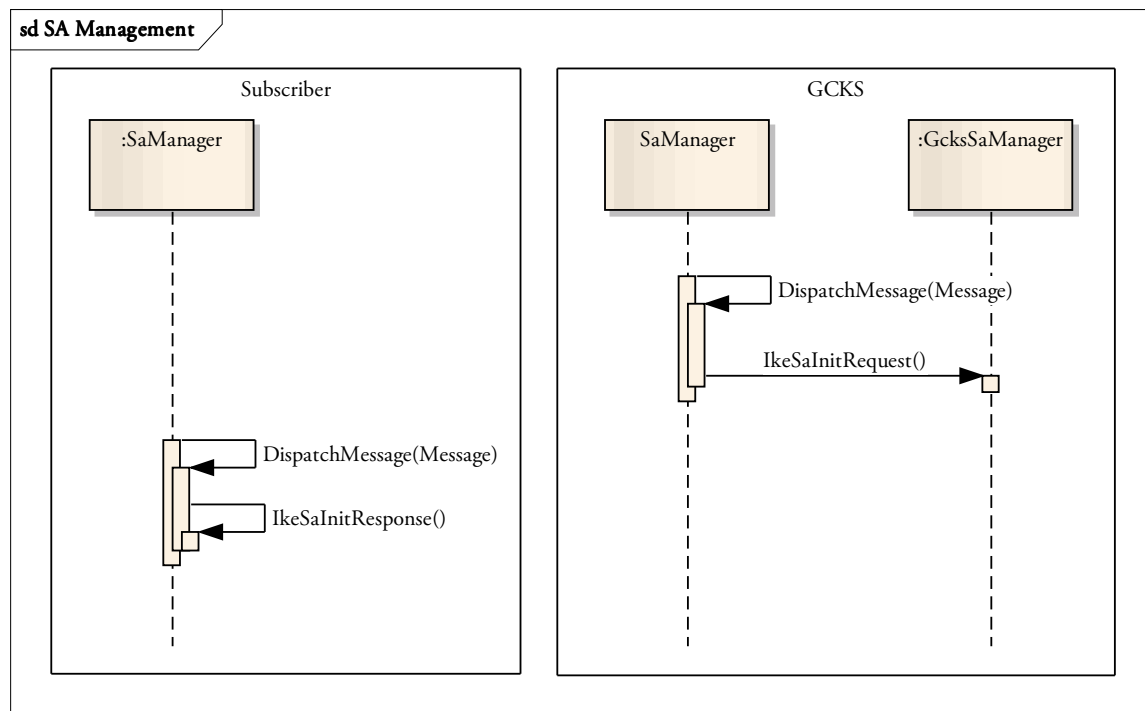 sd SA Management
Subscriber
GCKS
:SaManager
SaManager
:GcksSaManager
DispatchMessage(Message)
IkeSaInitRequest()
DispatchMessage(Message)
IkeSaInitResponse()